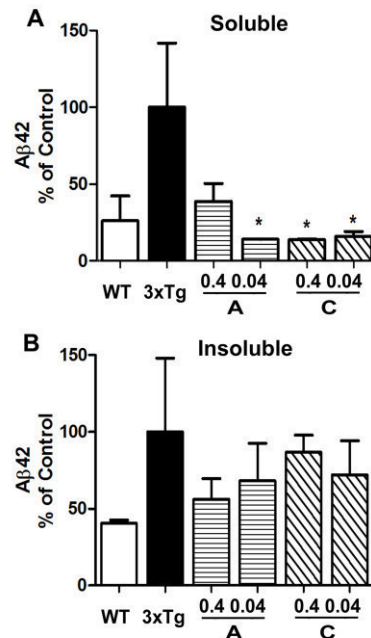 A
Soluble
Aβ42
% of Control
150
100
50
0
WT 3xTg 0.4 0.04 0.4 0.04
A C
* * *
B
Insoluble
Aβ42
% of Control
150
100
50
0
WT 3xTg 0.4 0.04 0.4 0.04
A C